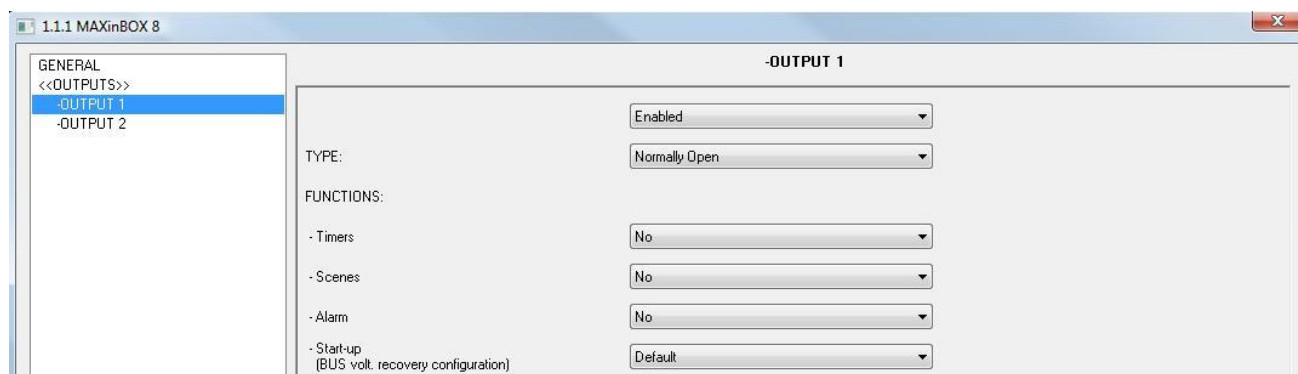 1.1.1 MAXinBOX 8
GENERAL
<<OUTPUTS>>
-OUTPUT 1
-OUTPUT 2
-OUTPUT 1
Enabled
TYPE:
Normally Open
FUNCTIONS:
- Timers
No
- Scenes
No
- Alarm
No
- Start-up
(BUS volt. recovery configuration)
Default